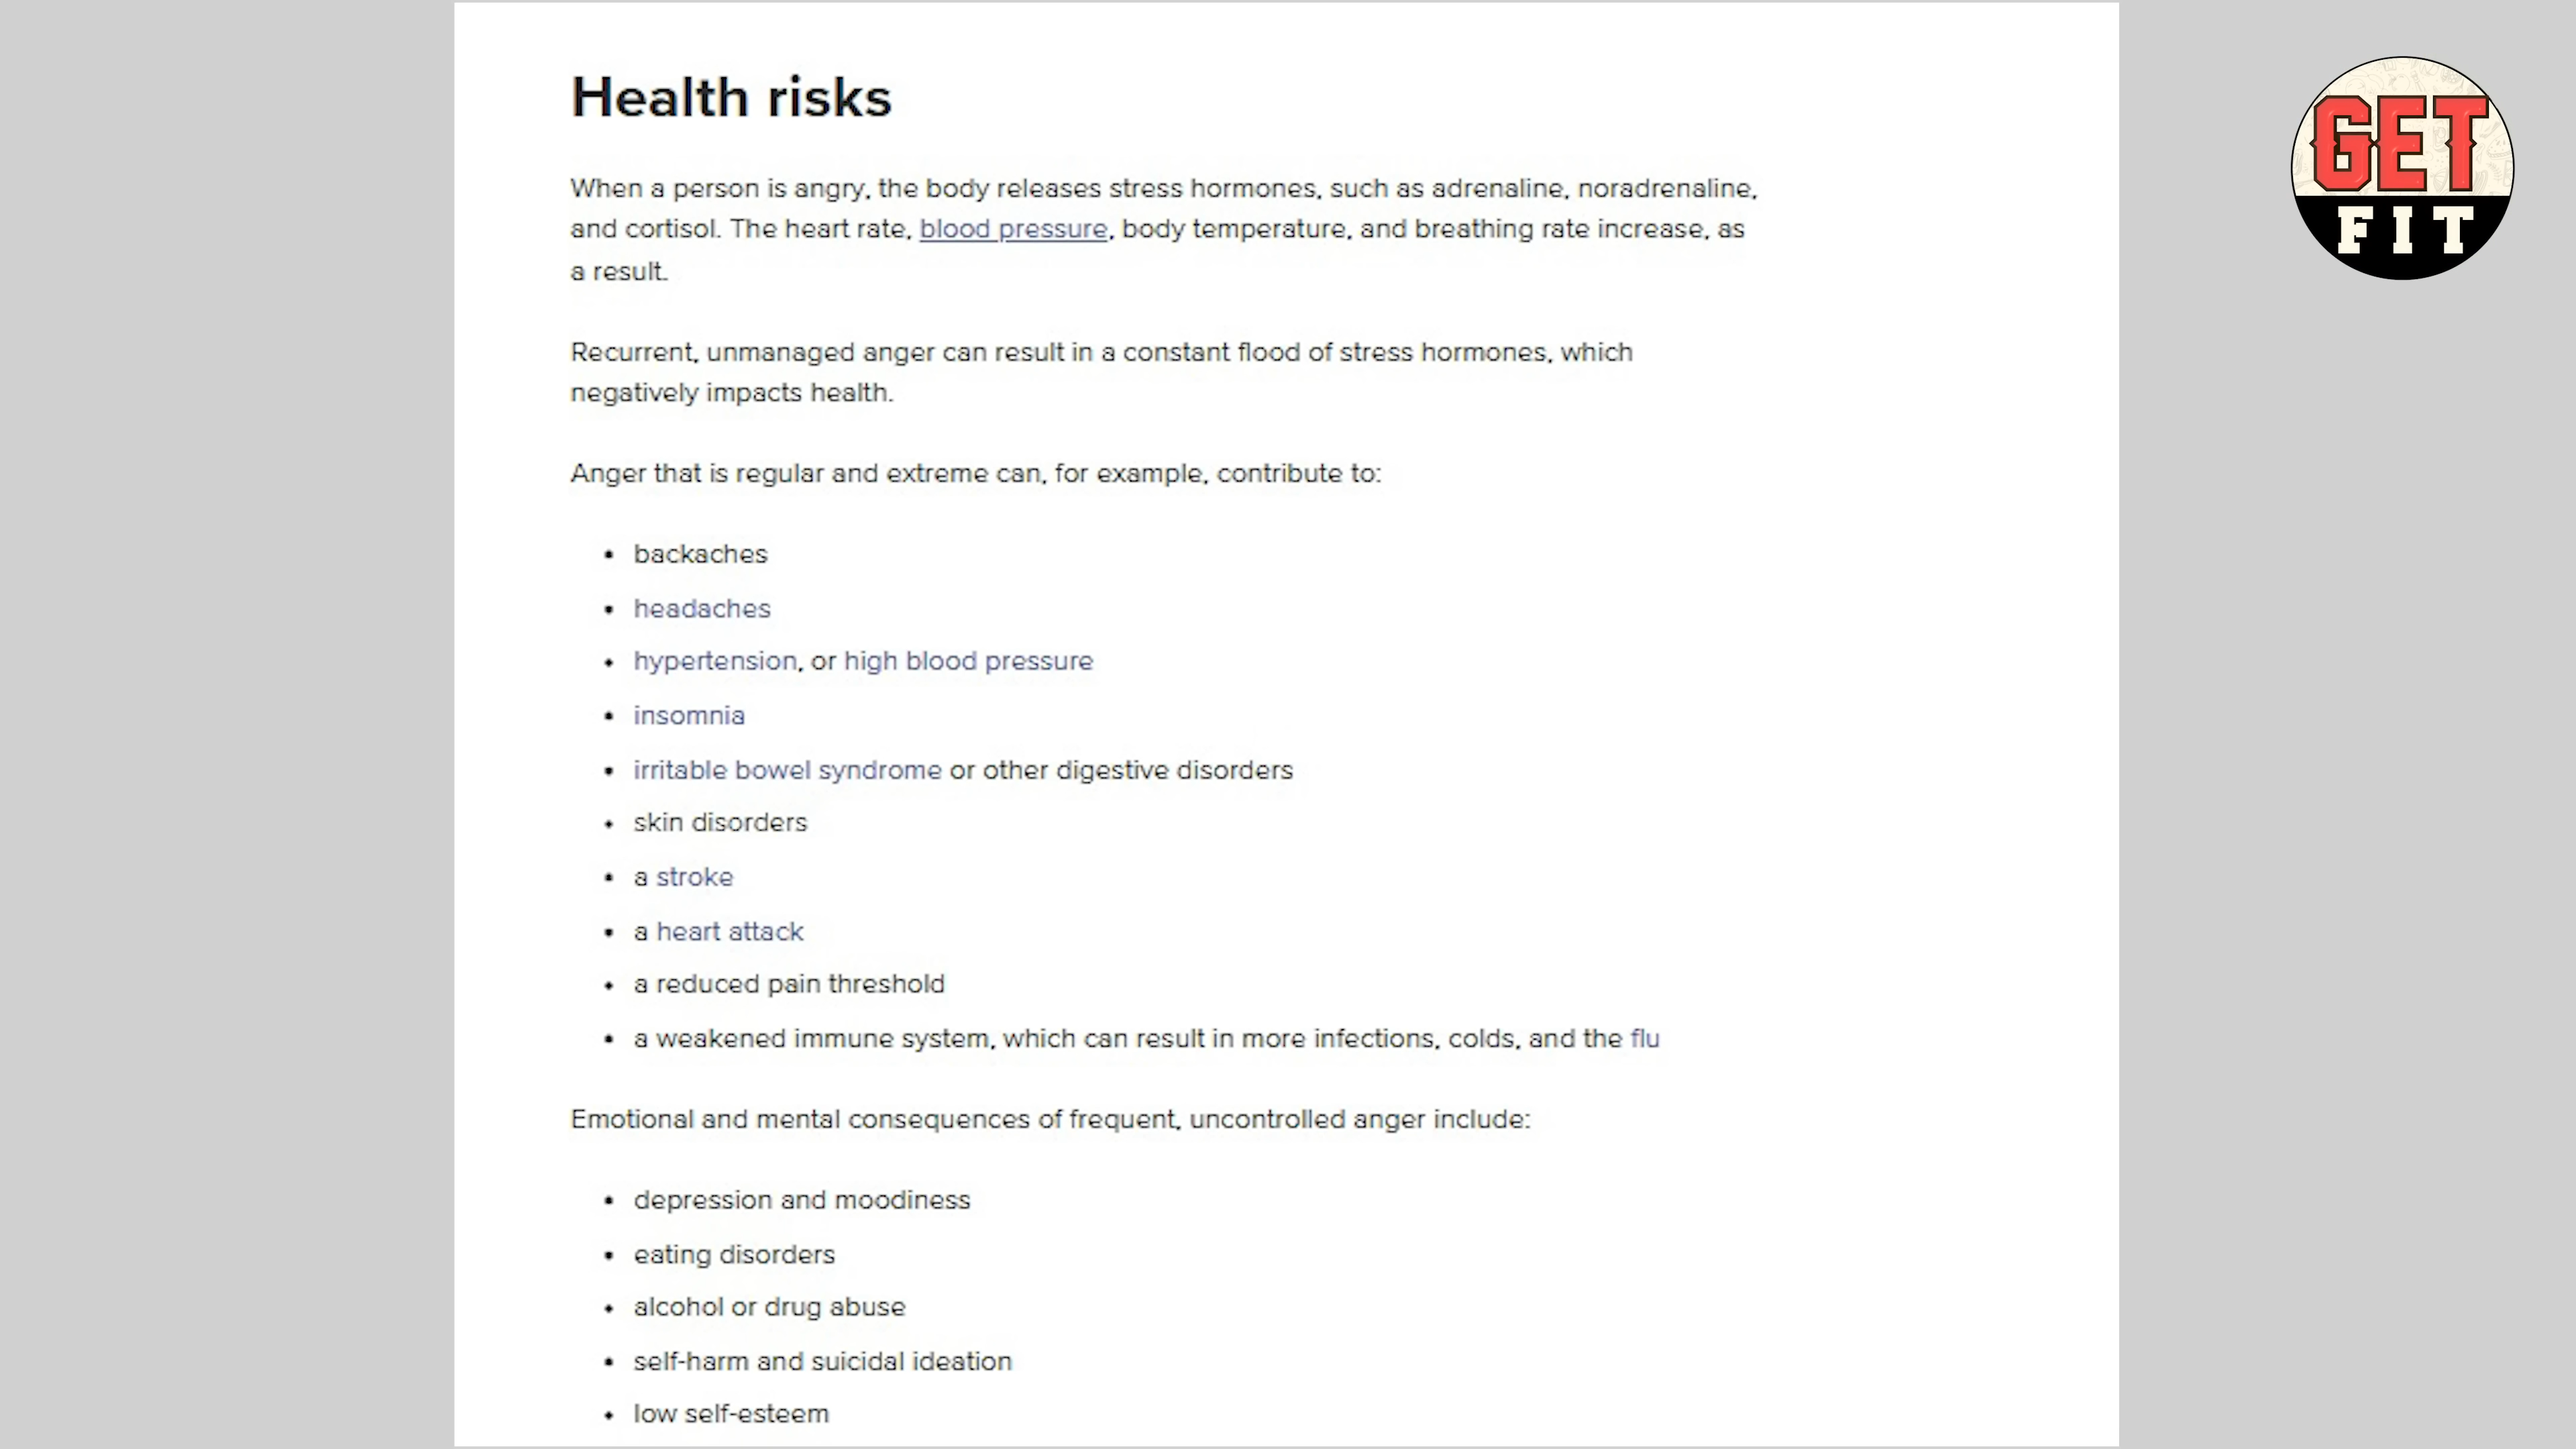 Health risks
GET
FIT
When a person is angry, the body releases stress hormones, such as adrenaline, noradrenaline,
and cortisol. The heart rate, blood pressure, body temperature, and breathing rate increase, as
a result.
Recurrent, unmanaged anger can result in a constant flood of stress hormones, which
negatively impacts health.
Anger that is regular and extreme can, for example, contribute to:
• backaches
• headaches
• hypertension, or high blood pressure
• insomnia
• irritable bowel syndrome or other digestive disorders
• skin disorders
• a stroke
• a heart attack
• a reduced pain threshold
• a weakened immune system, which can result in more infections, colds, and the flu
Emotional and mental consequences of frequent, uncontrolled anger include:
• depression and moodiness
• eating disorders
• alcohol or drug abuse
• self-harm and suicidal ideation
• low self-esteem